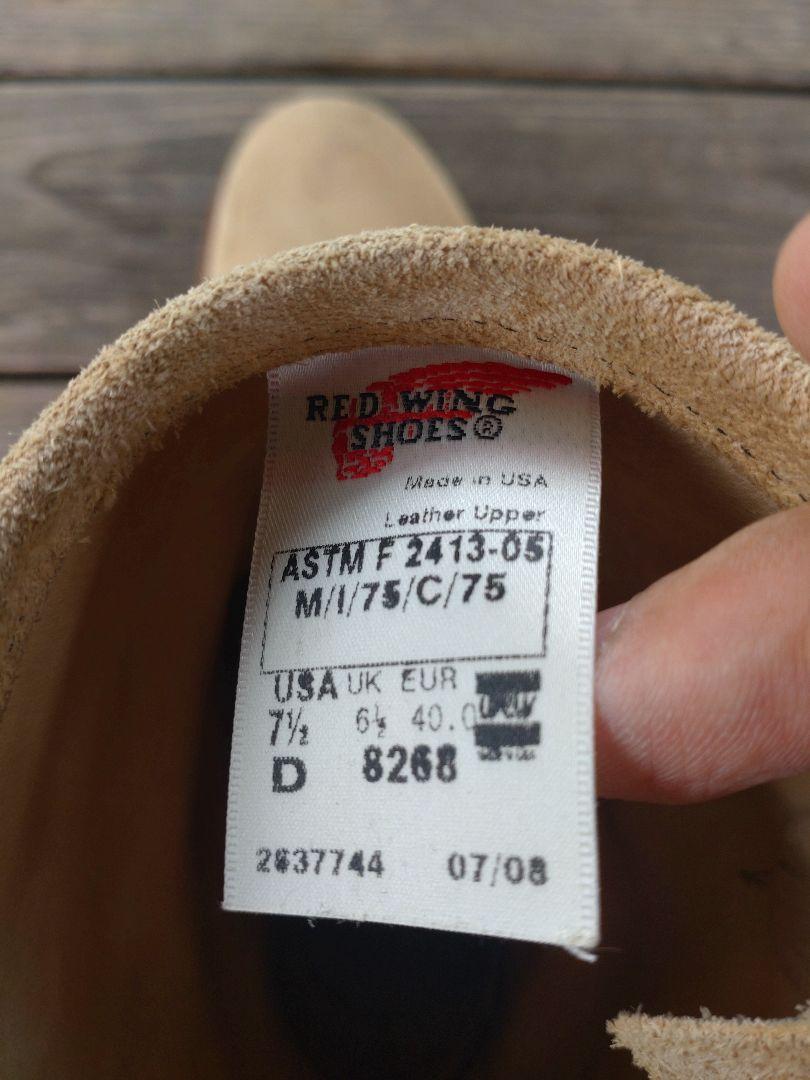 RED WING
SHOES®
Made in USA
Leather Upper
ASTM F 2413-05
M/I/75/C/75
USA UK EUR
7½ 6½ 40.0
D 8268
2637744 07/08